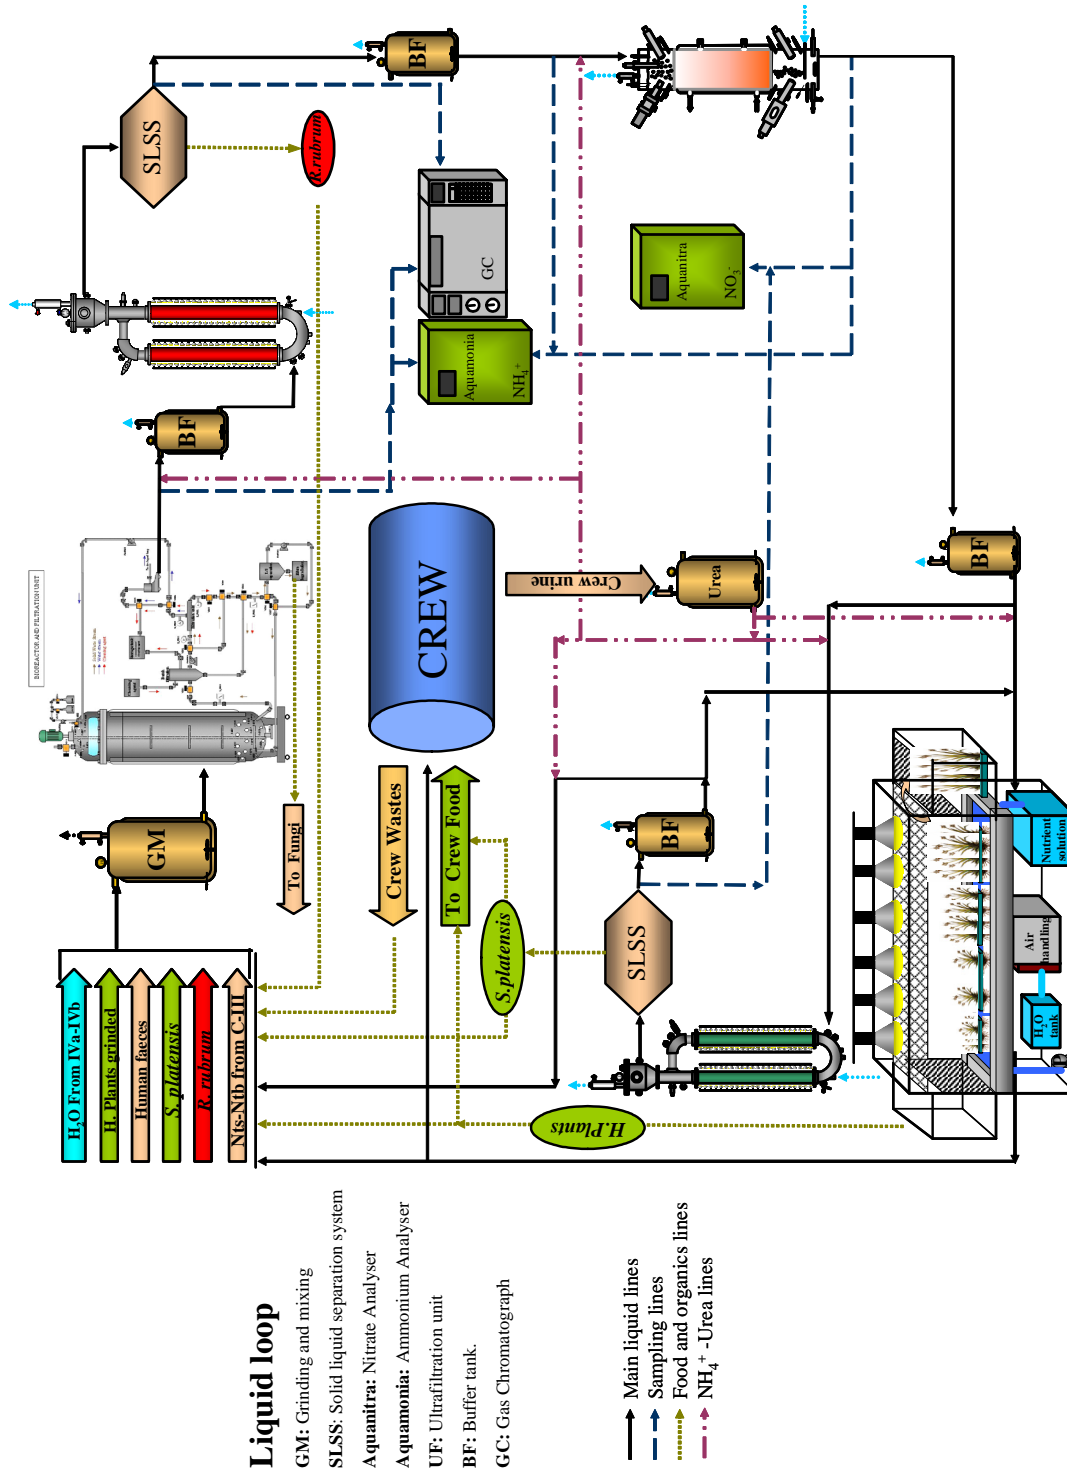 Liquid loop
GM: Grinding and mixing
SLSS: Solid liquid separation system
Aquanitra: Nitrate Analyser
Aquamonia: Ammonium Analyser
UF: Ultrafiltration unit
BF: Buffer tank.
GC: Gas Chromatograph
Main liquid lines
Sampling lines
Food and organics lines
NH₄⁺ -Urea lines
H₂O From IVa-IVb
H. Plants grinded
Human faeces
S. platensis
R. rubrum
Nts-Ntb from C-III
GM
BIOREACTOR AND FILTRATION UNIT
To Fungi
BF
SLSS
R.rubrum
BF
Crew Wastes
To Crew Food
CREW
Aquamonia
NH₄⁺
GC
S.platensis
H.Plants
Crew urine
Urea
SLSS
BF
Aquanitra
NO₃⁻
BF
H₂O
tank
Air
handling
Nutrient
solution